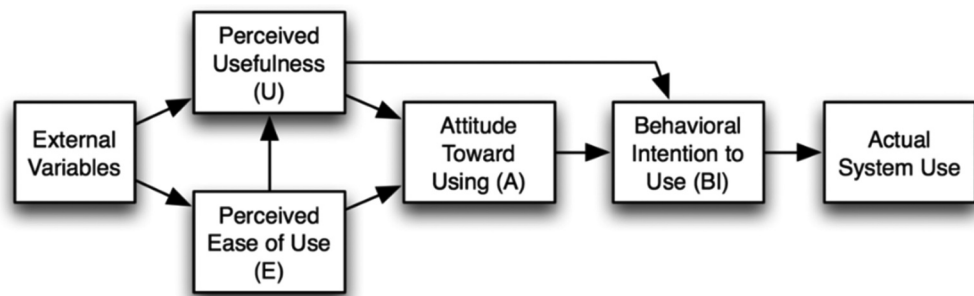 External
Variables
Perceived
Usefulness
(U)
Perceived
Ease of Use
(E)
Attitude
Toward
Using (A)
Behavioral
Intention to
Use (BI)
Actual
System Use